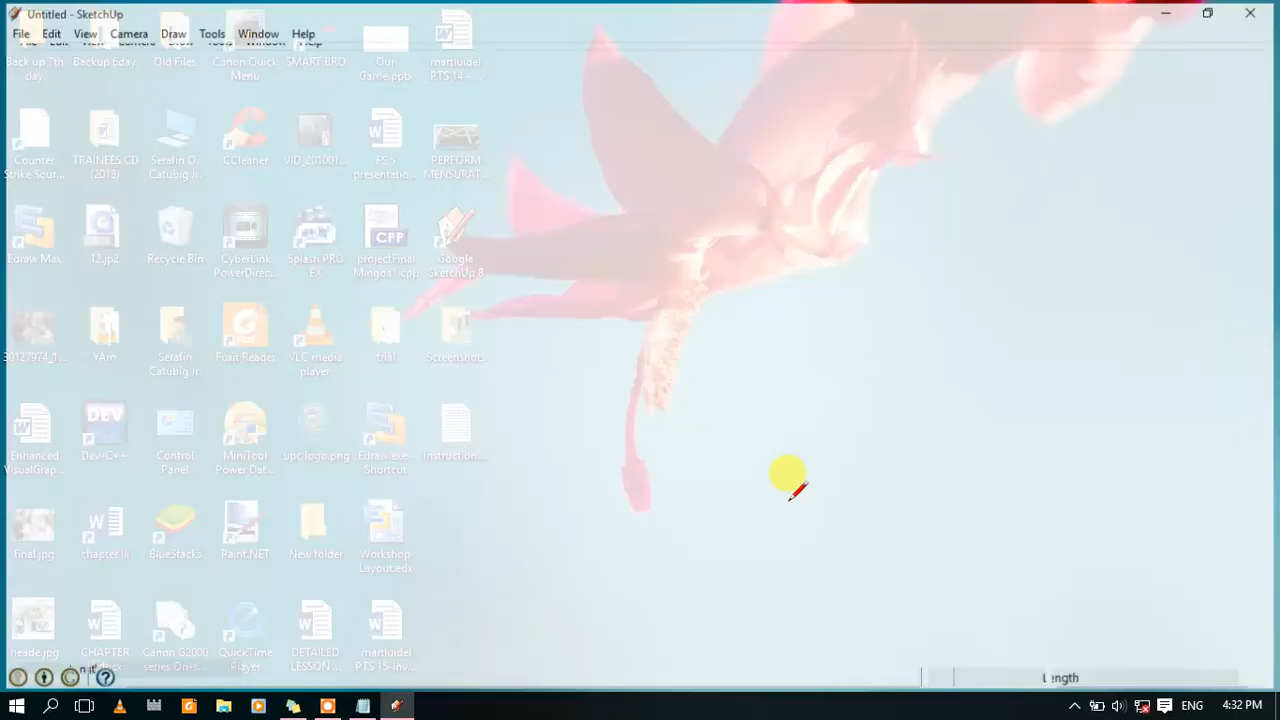 Untitled - SketchUp
File Edit View Camera Draw Tools Window Help
Back up 7th day
Backup 6day
Old Files
Canon Quick Menu
SMART BRO
Our Game.pptx
martluidel PTS 14 - ...
Counter Strike Sour...
TRAINEES CD (2018)
Serafin O. Catubig Jr.
CCleaner
VID_201001...
FS 5 presentatio...
PERFORM MENSURAT...
Edraw Max
12.jp2
Recycle Bin
CyberLink PowerDirec...
Splash PRO EX
CPP
projectFinal Mingoa1.cpp
Google SketchUp 8
30127974_1...
YAm
Serafin Catubig Jr.
Foxit Reader
VLC media player
trial
Screenshots
Enhanced VisualGrap...
DEV
Dev-C++
Control Panel
MiniTool Power Dat...
upc logo.png
Edraw.exe - Shortcut
Instruction...
final.jpg
chapter III
BlueStacks
Paint.NET
New folder
Workshop Layout.edx
heade.jpg
CHAPTER
Canon G2000 series On-s...
QuickTime Player
DETAILED LESSON ...
martluidel PTS 15-Inv...
Length
ENG 4:32 PM